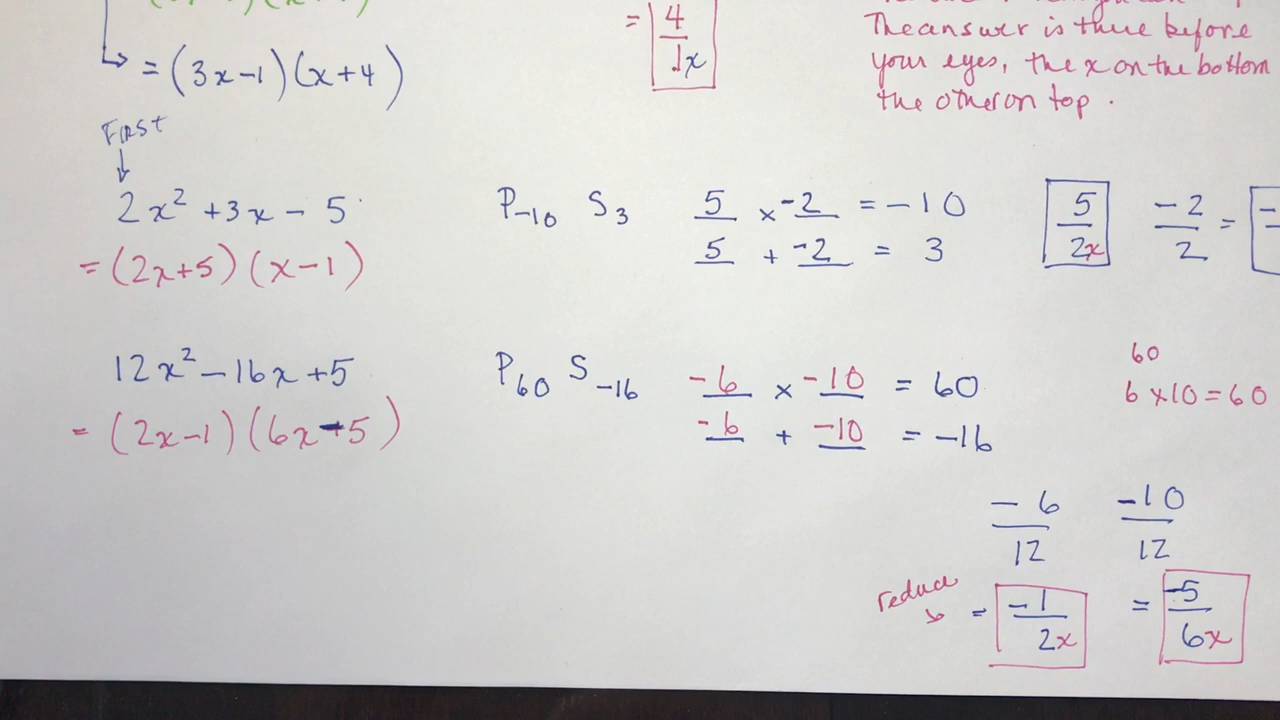 = 4/1x
The answer is there before
your eyes, the x on the bottom
the other on top.
= (3x-1)(x+4)
First
↓
2x² + 3x - 5
P₋₁₀ S₃
5 x -2 = -10
5 + -2 = 3
5/2x
-2/2 =
= (2x+5)(x-1)
12x² - 16x + 5
P₆₀ S₋₁₆
-6 x -10 = 60
-6 + -10 = -16
60
6 x 10 = 60
= (2x-1)(6x-5)
-6/12
-10/12
reduce
= -1/2x
= -5/6x